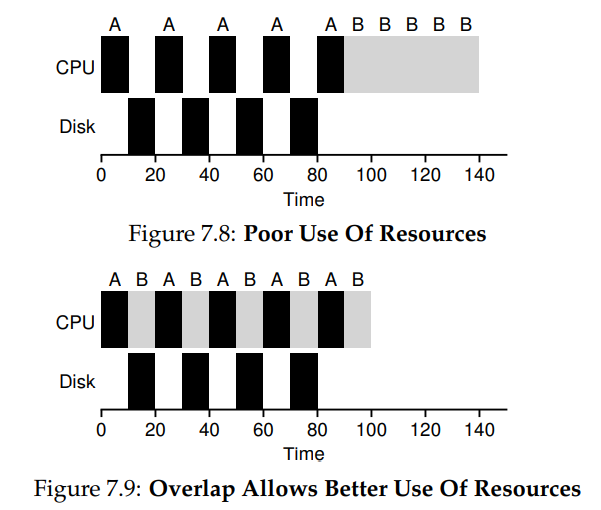 A A A A A B B B B B
CPU
Disk
0 20 40 60 80 100 120 140
Time
Figure 7.8: Poor Use Of Resources
A B A B A B A B A B
CPU
Disk
0 20 40 60 80 100 120 140
Time
Figure 7.9: Overlap Allows Better Use Of Resources